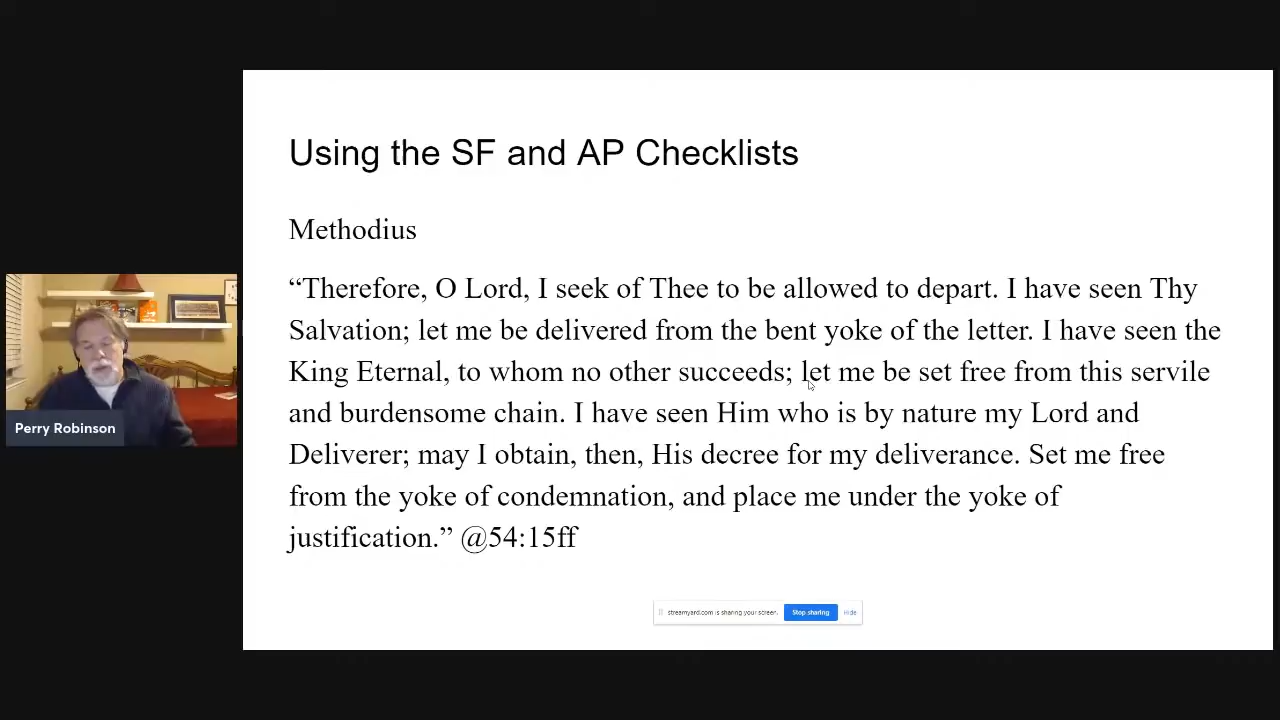 Using the SF and AP Checklists
Methodius
“Therefore, O Lord, I seek of Thee to be allowed to depart. I have seen Thy
Salvation; let me be delivered from the bent yoke of the letter. I have seen the
King Eternal, to whom no other succeeds; let me be set free from this servile
and burdensome chain. I have seen Him who is by nature my Lord and
Deliverer; may I obtain, then, His decree for my deliverance. Set me free
from the yoke of condemnation, and place me under the yoke of
justification.” @54:15ff
Perry Robinson
streamyard.com is sharing your screen. Stop sharing Hide